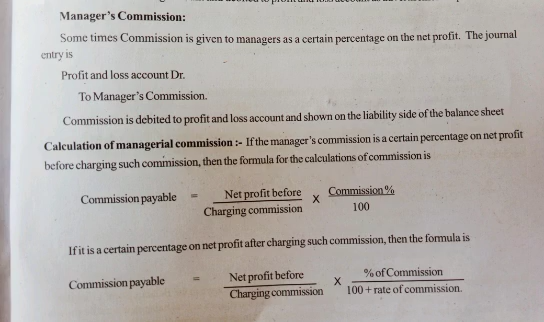 Manager's Commission:
Some times Commission is given to managers as a certain percentage on the net profit. The journal
entry is
Profit and loss account Dr.
To Manager's Commission.
Commission is debited to profit and loss account and shown on the liability side of the balance sheet
Calculation of managerial commission :- If the manager's commission is a certain percentage on net profit
before charging such commission, then the formula for the calculations of commission is
Commission payable = Net profit before X Commission%
Charging commission 100
If it is a certain percentage on net profit after charging such commission, then the formula is
Commission payable = Net profit before X % of Commission
Charging commission 100 + rate of commission.